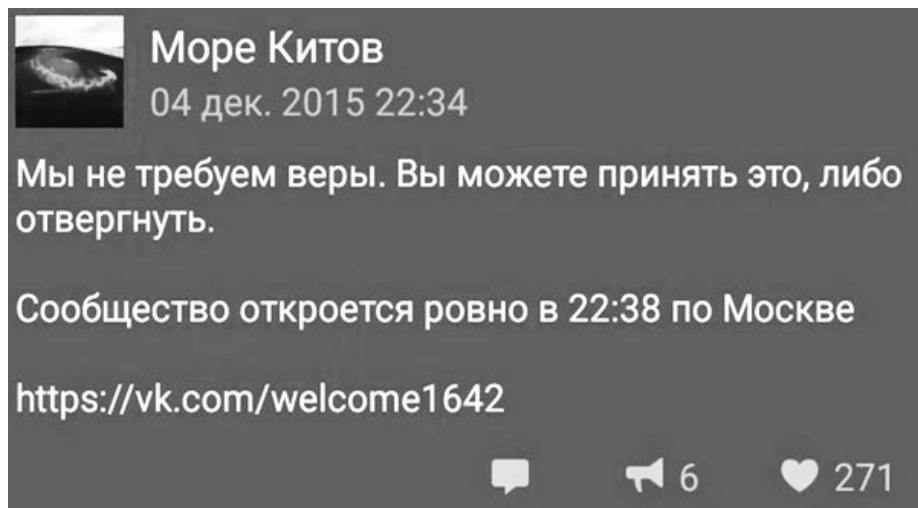 Море Китов
04 дек. 2015 22:34
Мы не требуем веры. Вы можете принять это, либо
отвергнуть.
Сообщество откроется ровно в 22:38 по Москве
https://vk.com/welcome1642
6 271